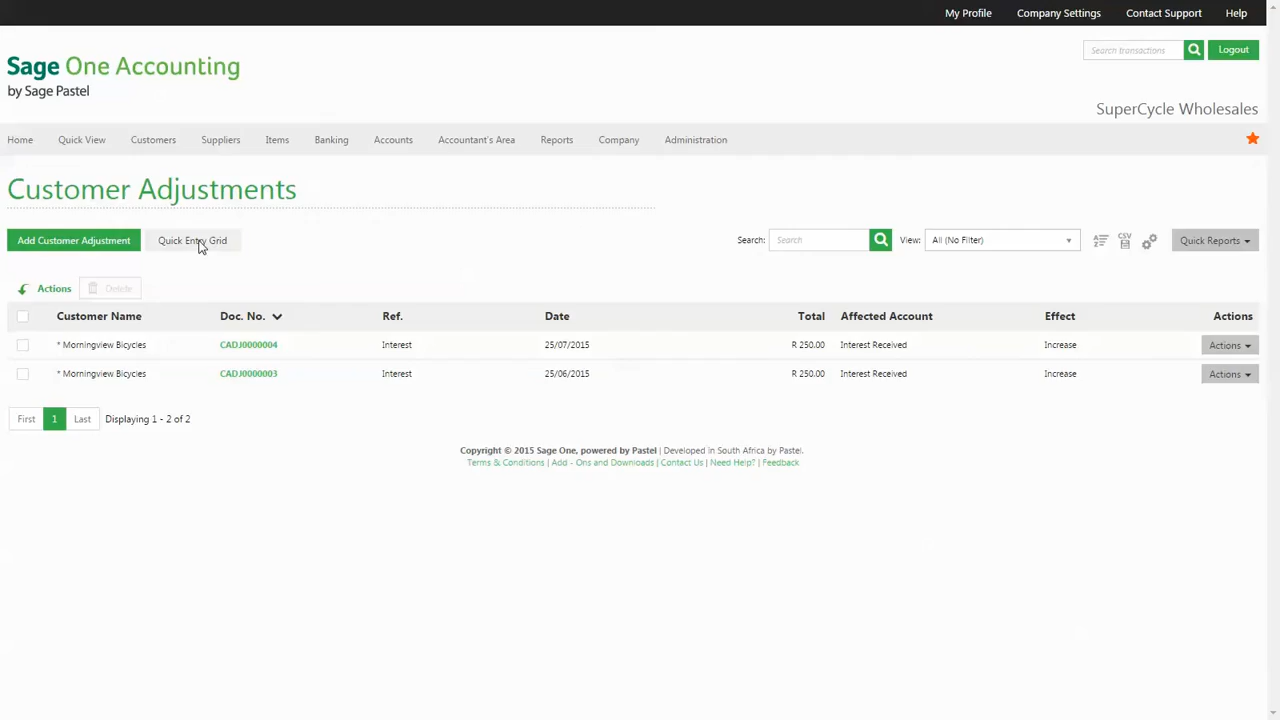 My Profile Company Settings Contact Support Help
Search transactions Logout
Sage One Accounting
by Sage Pastel
SuperCycle Wholesales
Home Quick View Customers Suppliers Items Banking Accounts Accountant's Area Reports Company Administration
Customer Adjustments
Add Customer Adjustment Quick Entry Grid Search: Search View: All (No Filter) CSV Quick Reports
Actions Delete
Customer Name Doc. No. Ref. Date Total Affected Account Effect Actions
* Morningview Bicycles CADJ0000004 Interest 25/07/2015 R 250.00 Interest Received Increase Actions
* Morningview Bicycles CADJ0000003 Interest 25/06/2015 R 250.00 Interest Received Increase Actions
First 1 Last Displaying 1 - 2 of 2
Copyright © 2015 Sage One, powered by Pastel | Developed in South Africa by Pastel.
Terms & Conditions | Add - Ons and Downloads | Contact Us | Need Help? | Feedback